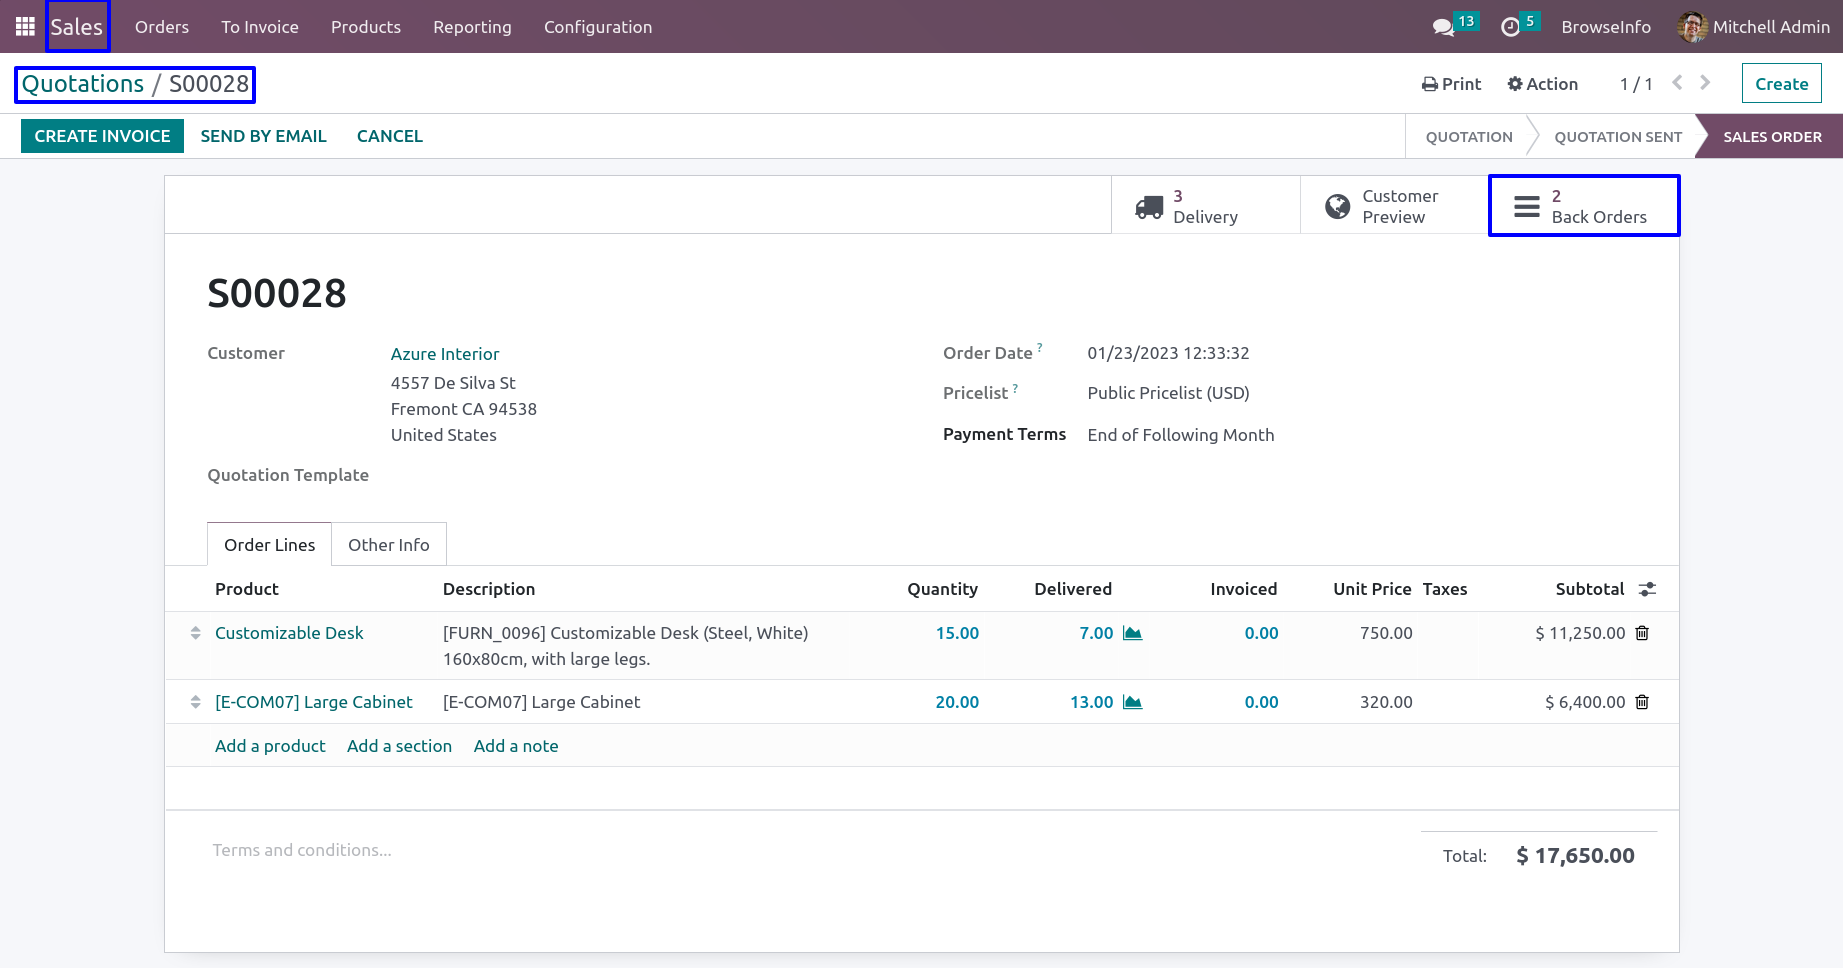 Sales Orders To Invoice Products Reporting Configuration 13 5 BrowseInfo Mitchell Admin
Quotations / S00028 Print Action 1 / 1 Create
CREATE INVOICE SEND BY EMAIL CANCEL QUOTATION QUOTATION SENT SALES ORDER
3 Delivery
Customer Preview
2 Back Orders
S00028
Customer Azure Interior
4557 De Silva St
Fremont CA 94538
United States
Quotation Template
Order Date ? 01/23/2023 12:33:32
Pricelist ? Public Pricelist (USD)
Payment Terms End of Following Month
Order Lines Other Info
Product Description Quantity Delivered Invoiced Unit Price Taxes Subtotal
Customizable Desk [FURN_0096] Customizable Desk (Steel, White) 15.00 7.00 0.00 750.00 $ 11,250.00
160x80cm, with large legs.
[E-COM07] Large Cabinet [E-COM07] Large Cabinet 20.00 13.00 0.00 320.00 $ 6,400.00
Add a product Add a section Add a note
Terms and conditions...
Total: $ 17,650.00